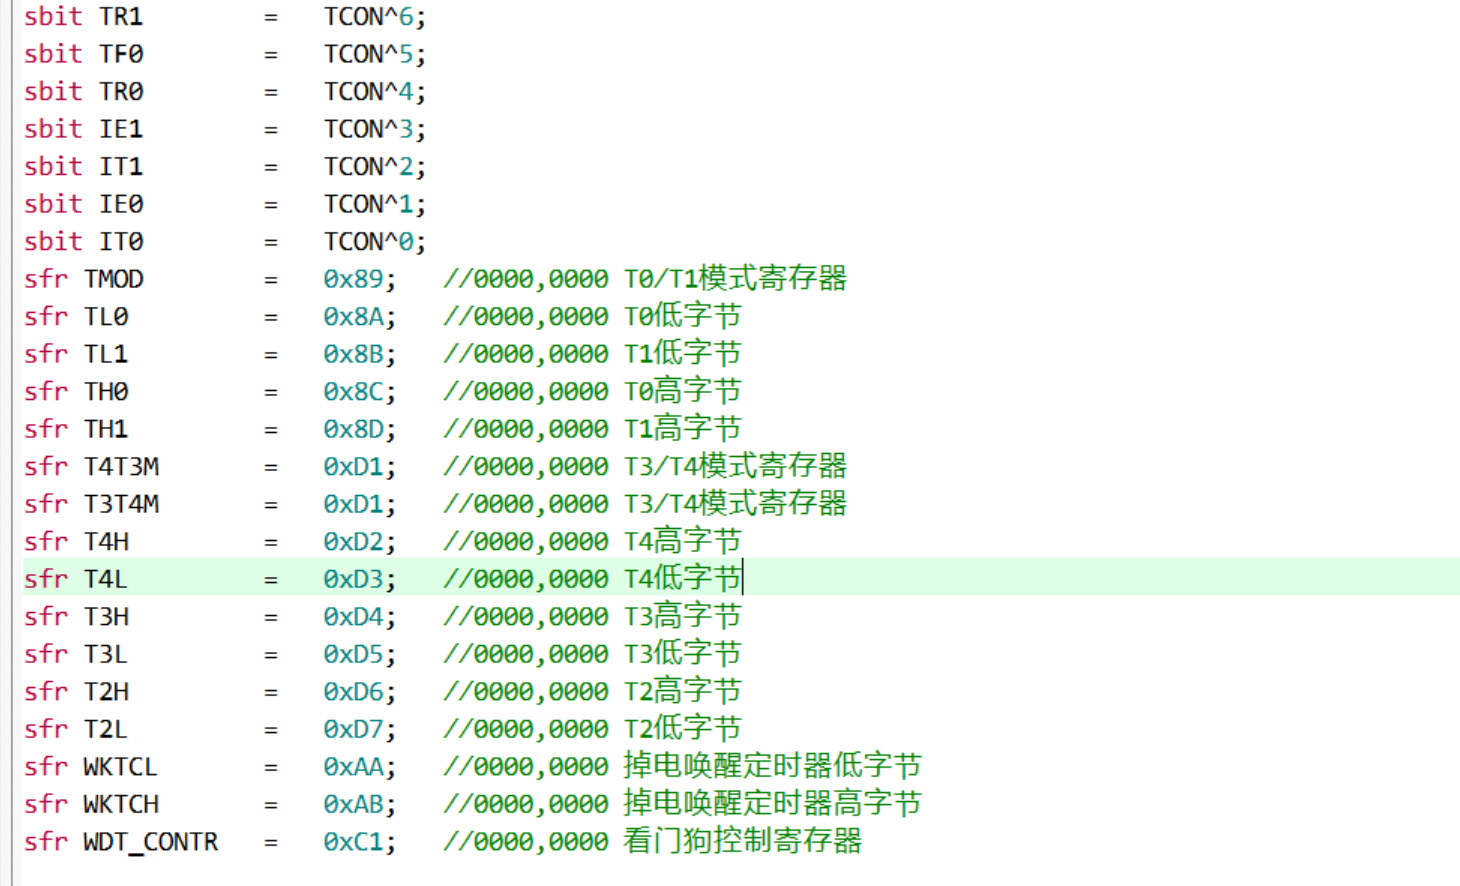 sbit TR1 = TCON^6;
sbit TF0 = TCON^5;
sbit TR0 = TCON^4;
sbit IE1 = TCON^3;
sbit IT1 = TCON^2;
sbit IE0 = TCON^1;
sbit IT0 = TCON^0;
sfr TMOD = 0x89; //0000,0000 T0/T1模式寄存器
sfr TL0 = 0x8A; //0000,0000 T0低字节
sfr TL1 = 0x8B; //0000,0000 T1低字节
sfr TH0 = 0x8C; //0000,0000 T0高字节
sfr TH1 = 0x8D; //0000,0000 T1高字节
sfr T4T3M = 0xD1; //0000,0000 T3/T4模式寄存器
sfr T3T4M = 0xD1; //0000,0000 T3/T4模式寄存器
sfr T4H = 0xD2; //0000,0000 T4高字节
sfr T4L = 0xD3; //0000,0000 T4低字节
sfr T3H = 0xD4; //0000,0000 T3高字节
sfr T3L = 0xD5; //0000,0000 T3低字节
sfr T2H = 0xD6; //0000,0000 T2高字节
sfr T2L = 0xD7; //0000,0000 T2低字节
sfr WKTCL = 0xAA; //0000,0000 掉电唤醒定时器低字节
sfr WKTCH = 0xAB; //0000,0000 掉电唤醒定时器高字节
sfr WDT_CONTR = 0xC1; //0000,0000 看门狗控制寄存器